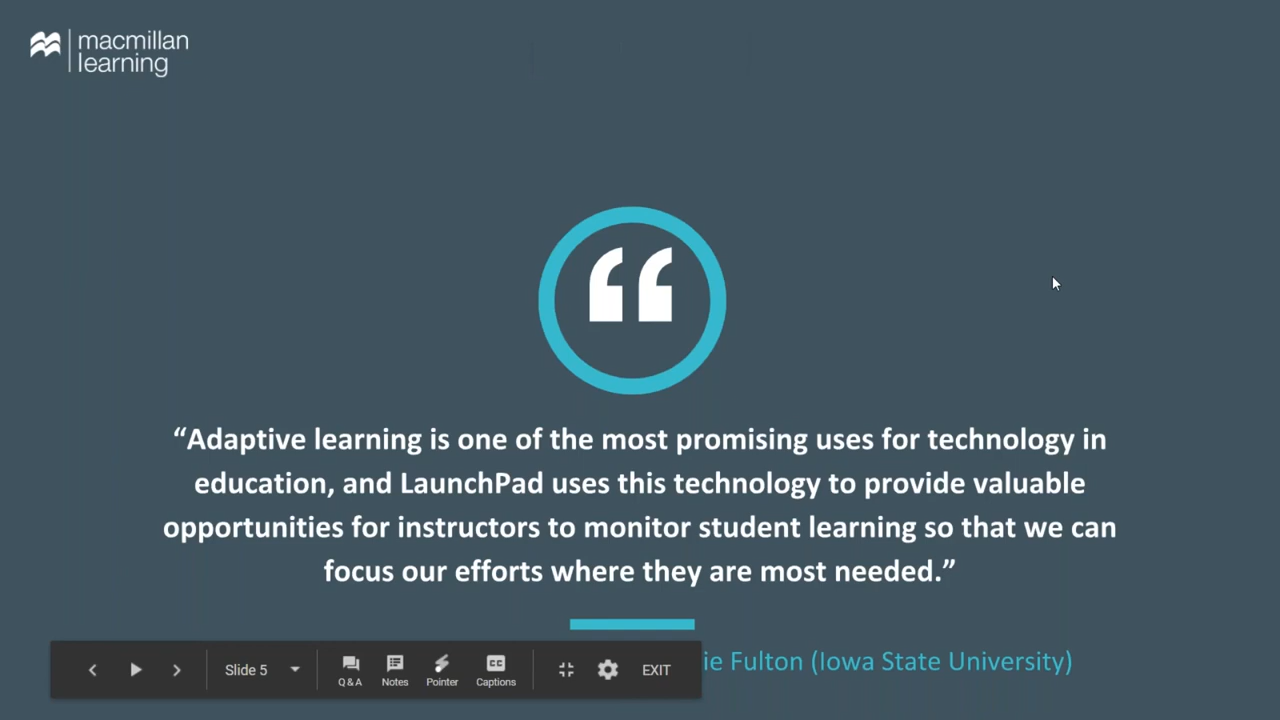 macmillan
learning
“
“Adaptive learning is one of the most promising uses for technology in
education, and LaunchPad uses this technology to provide valuable
opportunities for instructors to monitor student learning so that we can
focus our efforts where they are most needed.”
ie Fulton (Iowa State University)
Slide 5
Q & A
Notes
Pointer
CC
Captions
EXIT